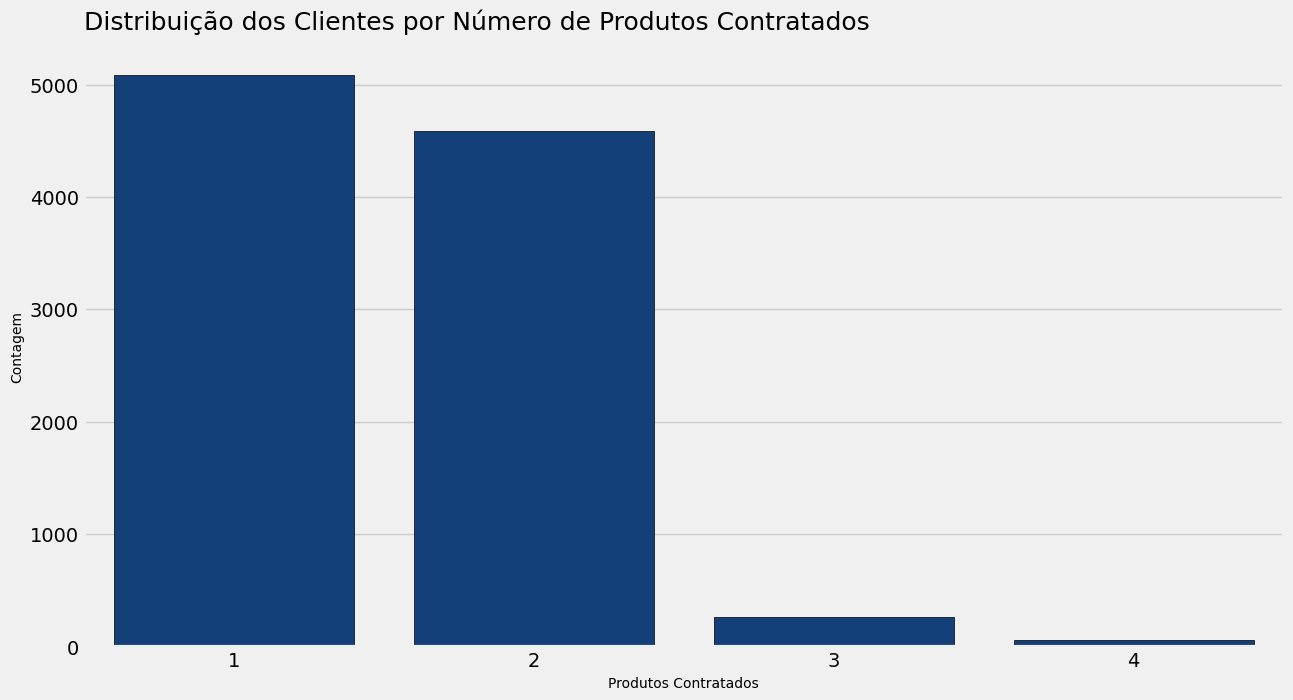 Distribuição dos Clientes por Número de Produtos Contratados
5000
4000
3000
2000
1000
0
Contagem
1 2 3 4
Produtos Contratados